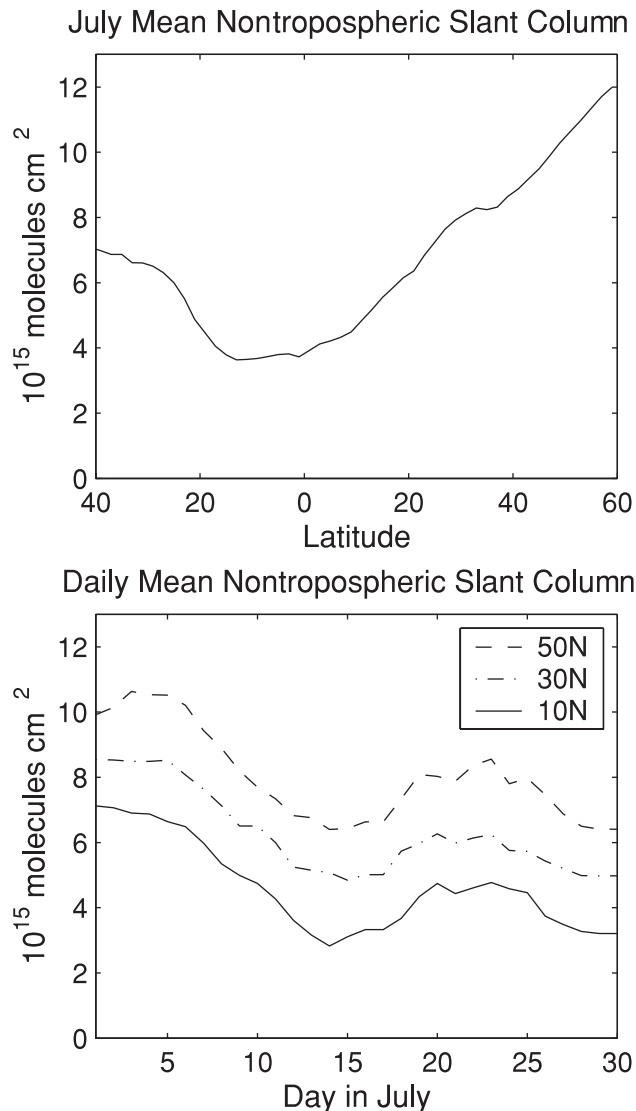 July Mean Nontropospheric Slant Column
12
10
8
6
4
2
0
10^15 molecules cm 2
40 20 0 20 40 60
Latitude
Daily Mean Nontropospheric Slant Column
50N
30N
10N
12
10
8
6
4
2
0
10^15 molecules cm 2
5 10 15 20 25 30
Day in July